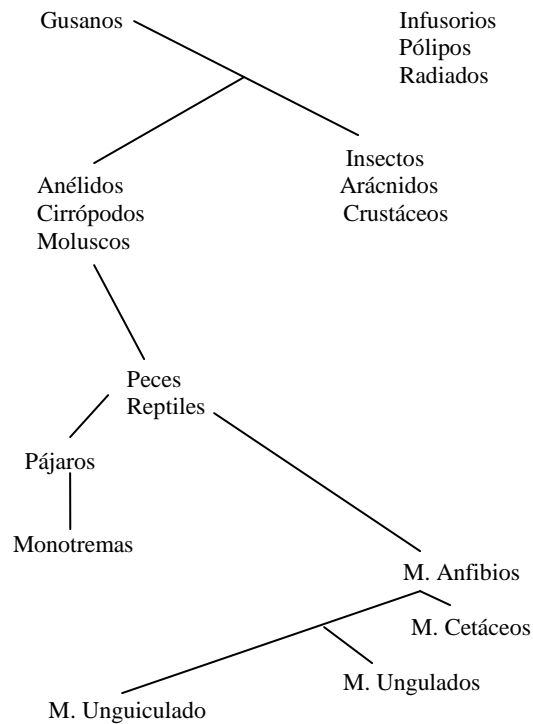 Gusanos
Infusorios
Pólipos
Radiados
Anélidos
Cirrópodos
Moluscos
Insectos
Arácnidos
Crustáceos
Peces
Reptiles
Pájaros
Monotremas
M. Anfibios
M. Cetáceos
M. Ungulados
M. Unguiculado